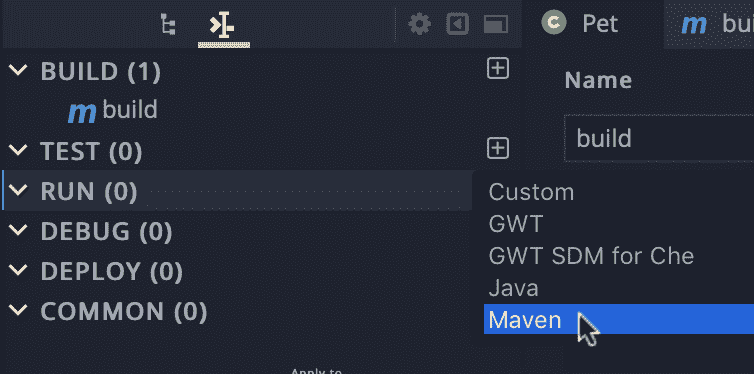 C Pet m bui
BUILD (1)
Name
m build
build
TEST (0)
RUN (0)
Custom
GWT
DEBUG (0)
GWT SDM for Che
DEPLOY (0)
Java
COMMON (0)
Maven
Apply to